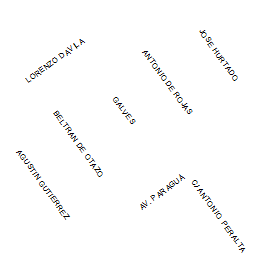 JOSE HURTADO
LORENZO DAVILA
ANTONIO DE ROJAS
GALVES
BELTRAN DE OTAZO
AGUSTIN GUTIERREZ
AV. PARAGUA
C/ ANTONIO PERALTA